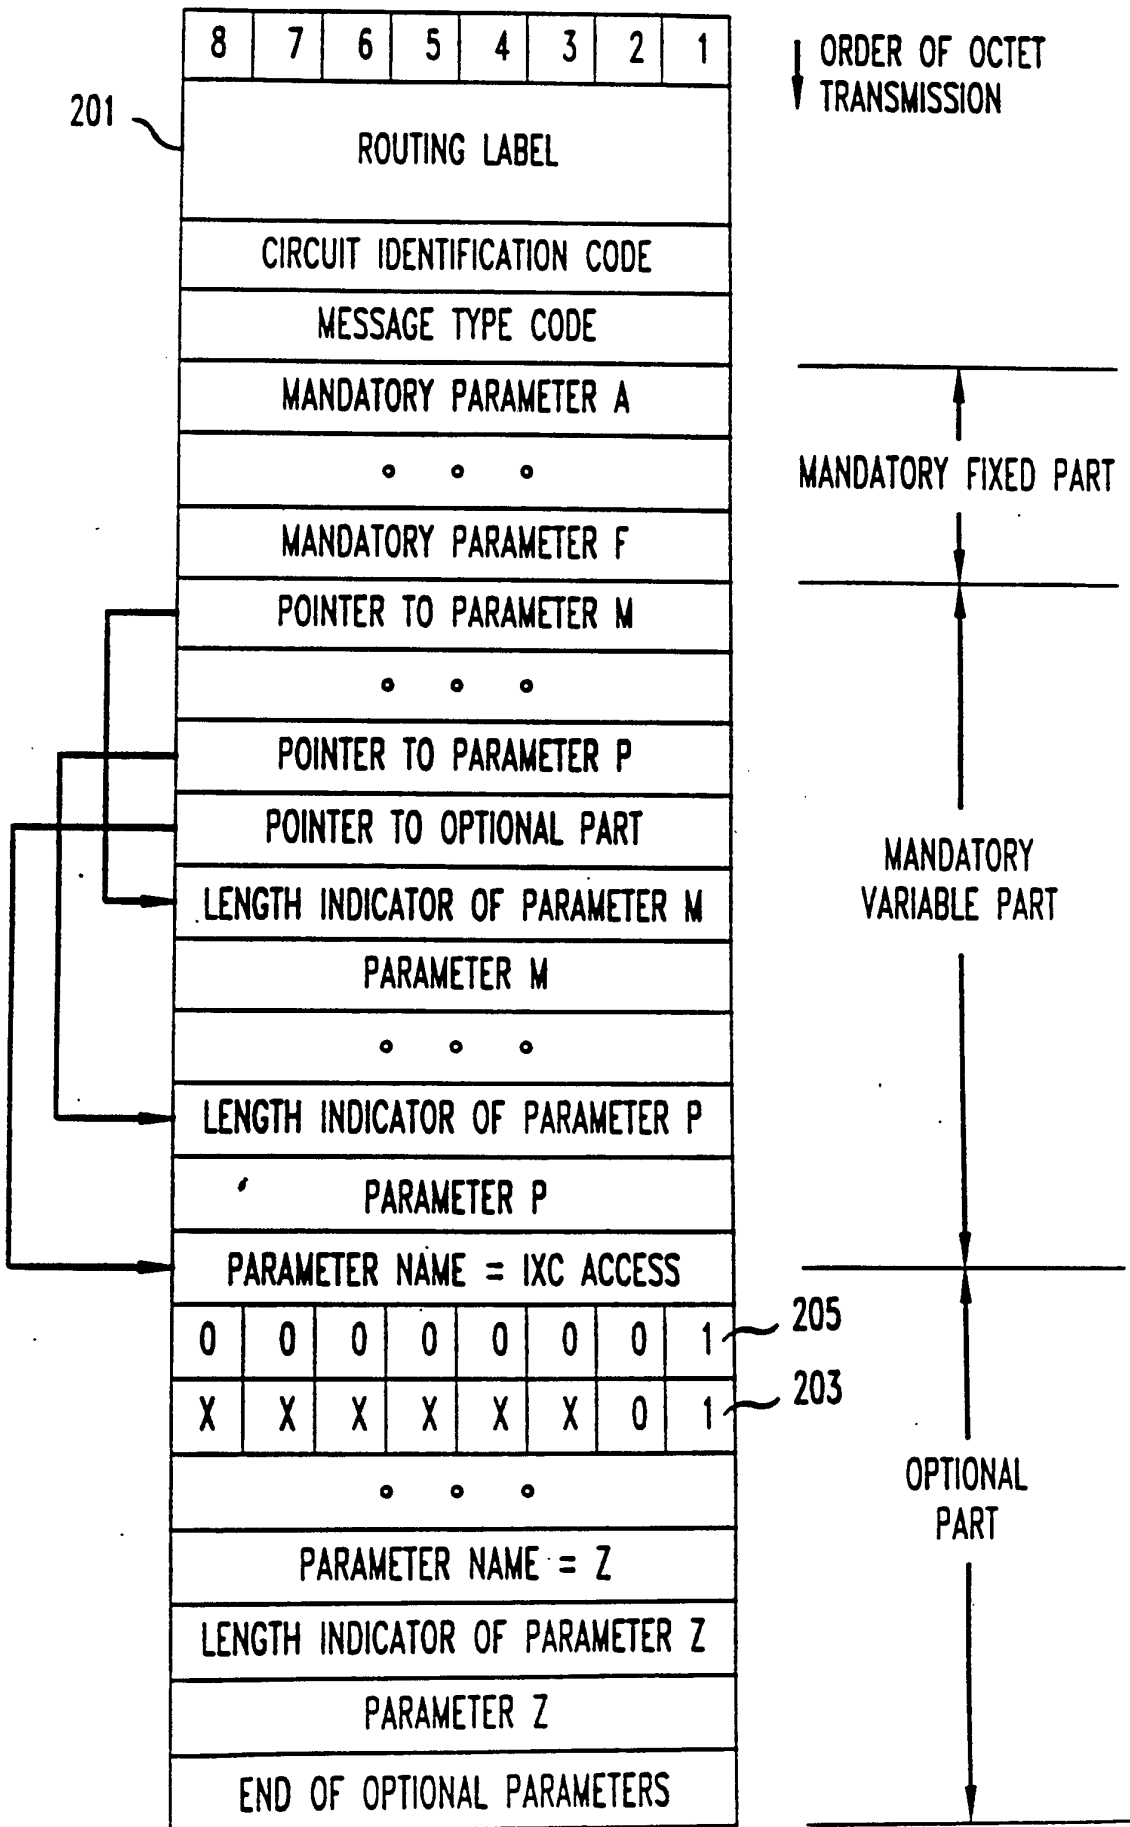 8 7 6 5 4 3 2 1
ORDER OF OCTET
TRANSMISSION
201
ROUTING LABEL
CIRCUIT IDENTIFICATION CODE
MESSAGE TYPE CODE
MANDATORY PARAMETER A
MANDATORY FIXED PART
MANDATORY PARAMETER F
POINTER TO PARAMETER M
POINTER TO PARAMETER P
POINTER TO OPTIONAL PART
MANDATORY
VARIABLE PART
LENGTH INDICATOR OF PARAMETER M
PARAMETER M
LENGTH INDICATOR OF PARAMETER P
PARAMETER P
PARAMETER NAME = IXC ACCESS
0 0 0 0 0 0 0 1 205
X X X X X X 0 1 203
OPTIONAL
PART
PARAMETER NAME = Z
LENGTH INDICATOR OF PARAMETER Z
PARAMETER Z
END OF OPTIONAL PARAMETERS